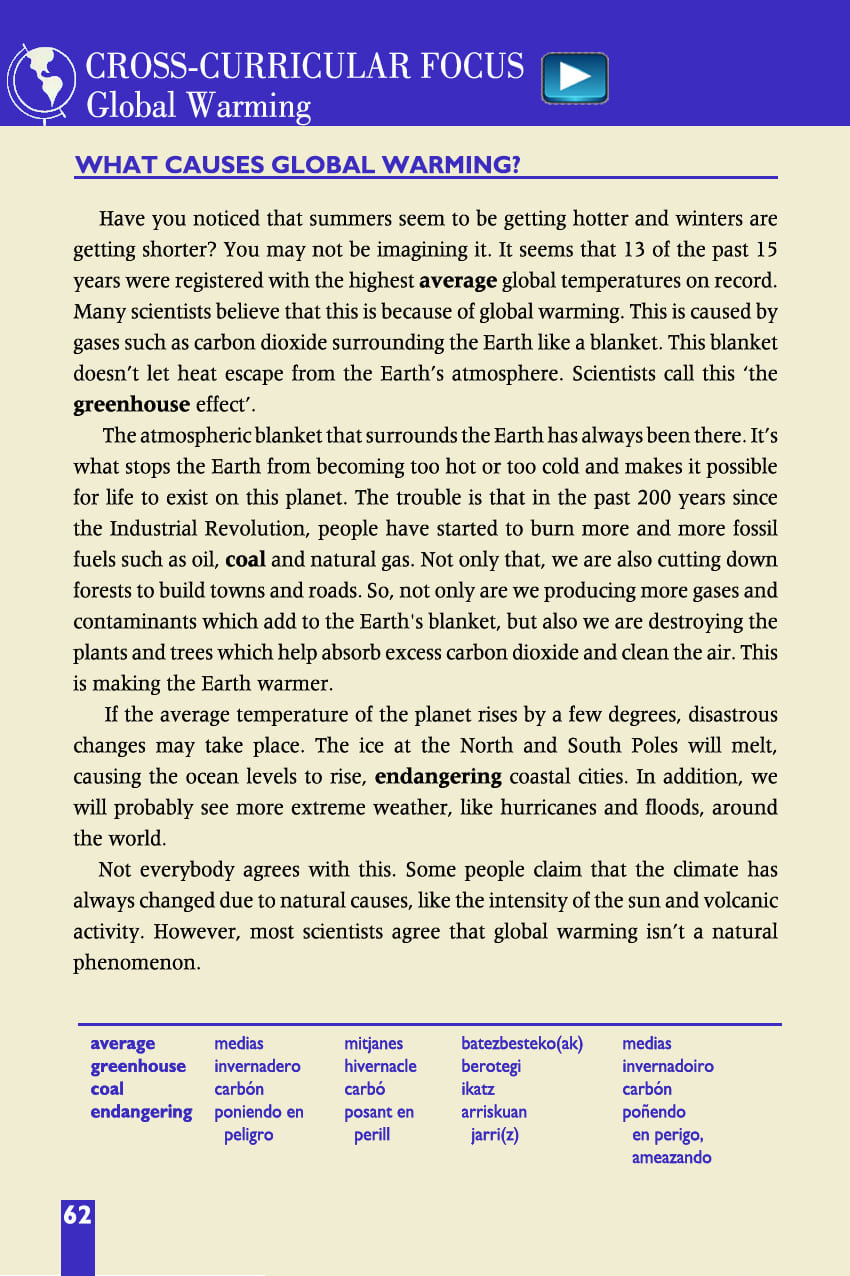 CROSS-CURRICULAR FOCUS
Global Warming
WHAT CAUSES GLOBAL WARMING?
Have you noticed that summers seem to be getting hotter and winters are
getting shorter? You may not be imagining it. It seems that 13 of the past 15
years were registered with the highest average global temperatures on record.
Many scientists believe that this is because of global warming. This is caused by
gases such as carbon dioxide surrounding the Earth like a blanket. This blanket
doesn’t let heat escape from the Earth’s atmosphere. Scientists call this ‘the
greenhouse effect’.
The atmospheric blanket that surrounds the Earth has always been there. It’s
what stops the Earth from becoming too hot or too cold and makes it possible
for life to exist on this planet. The trouble is that in the past 200 years since
the Industrial Revolution, people have started to burn more and more fossil
fuels such as oil, coal and natural gas. Not only that, we are also cutting down
forests to build towns and roads. So, not only are we producing more gases and
contaminants which add to the Earth's blanket, but also we are destroying the
plants and trees which help absorb excess carbon dioxide and clean the air. This
is making the Earth warmer.
If the average temperature of the planet rises by a few degrees, disastrous
changes may take place. The ice at the North and South Poles will melt,
causing the ocean levels to rise, endangering coastal cities. In addition, we
will probably see more extreme weather, like hurricanes and floods, around
the world.
Not everybody agrees with this. Some people claim that the climate has
always changed due to natural causes, like the intensity of the sun and volcanic
activity. However, most scientists agree that global warming isn’t a natural
phenomenon.
average medias mitjanes batezbesteko(ak) medias
greenhouse invernadero hivernacle berotegi invernadoiro
coal carbón carbó ikatz carbón
endangering poniendo en posant en arriskuan poñendo
peligro perill jarri(z) en perigo,
ameazando
62